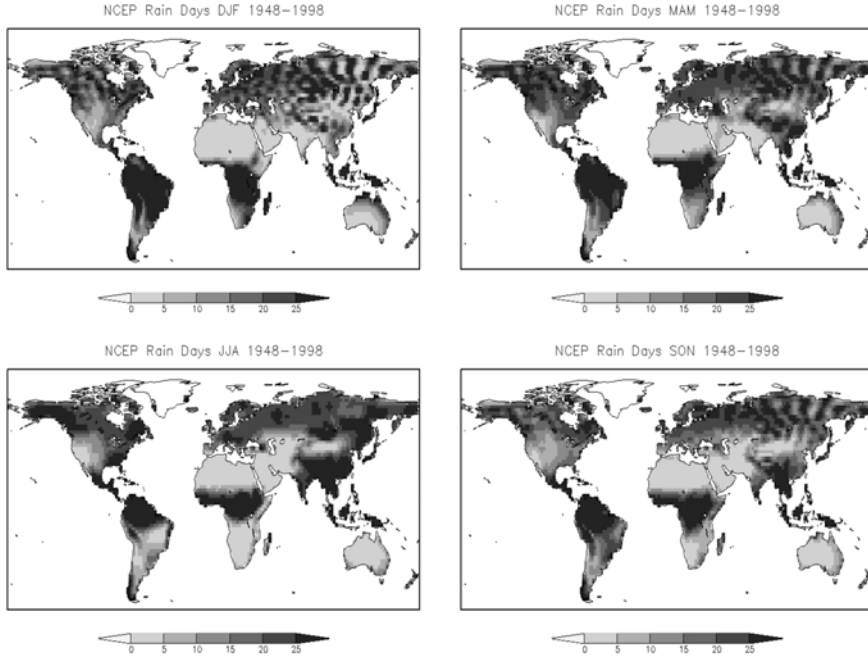 NCEP Rain Days DJF 1948-1998
NCEP Rain Days MAM 1948-1998
0 5 10 15 20 25
0 5 10 15 20 25
NCEP Rain Days JJA 1948-1998
NCEP Rain Days SON 1948-1998
0 5 10 15 20 25
0 5 10 15 20 25